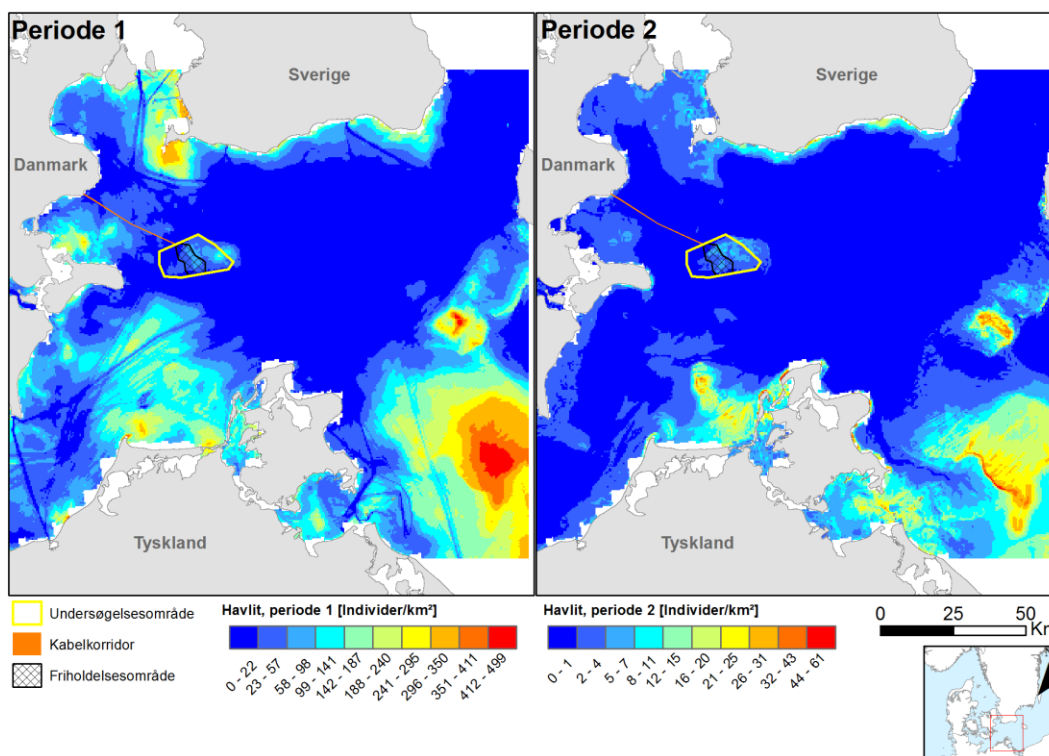 Periode 1
Sverige
Danmark
Tyskland
Periode 2
Sverige
Danmark
Tyskland
Undersøgelsesområde
Kabelkorridor
Friholdelsesområde
Havlit, periode 1 [Individer/km²]
0 - 22
23 - 57
58 - 98
99 - 141
142 - 187
188 - 240
241 - 295
296 - 350
351 - 411
412 - 499
Havlit, periode 2 [Individer/km²]
0 - 1
2 - 4
5 - 7
8 - 11
12 - 15
16 - 20
21 - 25
26 - 31
32 - 43
44 - 61
0 25 50